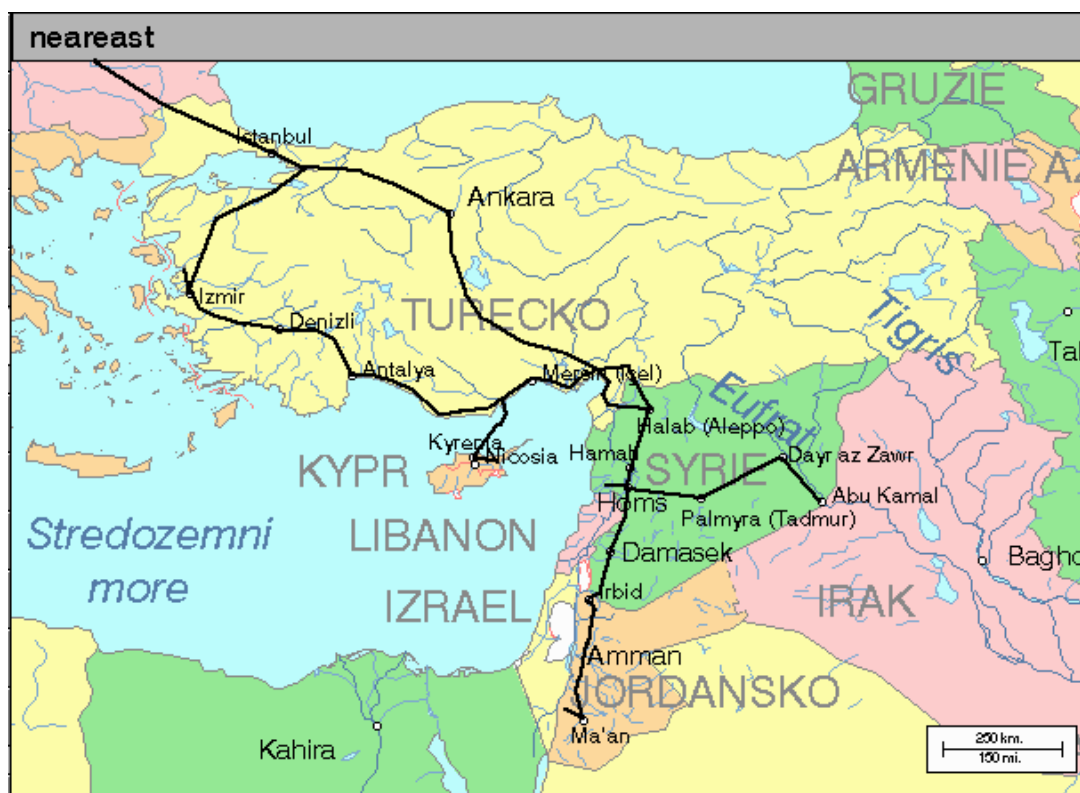 neareast
GRUZIE
Istanbul
ARMENIE
AZ
Ankara
Izmir
TURECKO
Tigris
Denizli
Tab
Antalya
Mersin (Icel)
Eufrat
Halab (Aleppo)
Kyrenia
Nicosia
Hamah
Dayr az Zawr
KYPR
SYRIE
Homs
Abu Kamal
Palmyra (Tadmur)
Stredozemni
more
LIBANON
Damasek
Baghd
IZRAEL
Irbid
IRAK
Amman
JORDANSKO
Ma'an
Kahira
250 km.
150 mi.